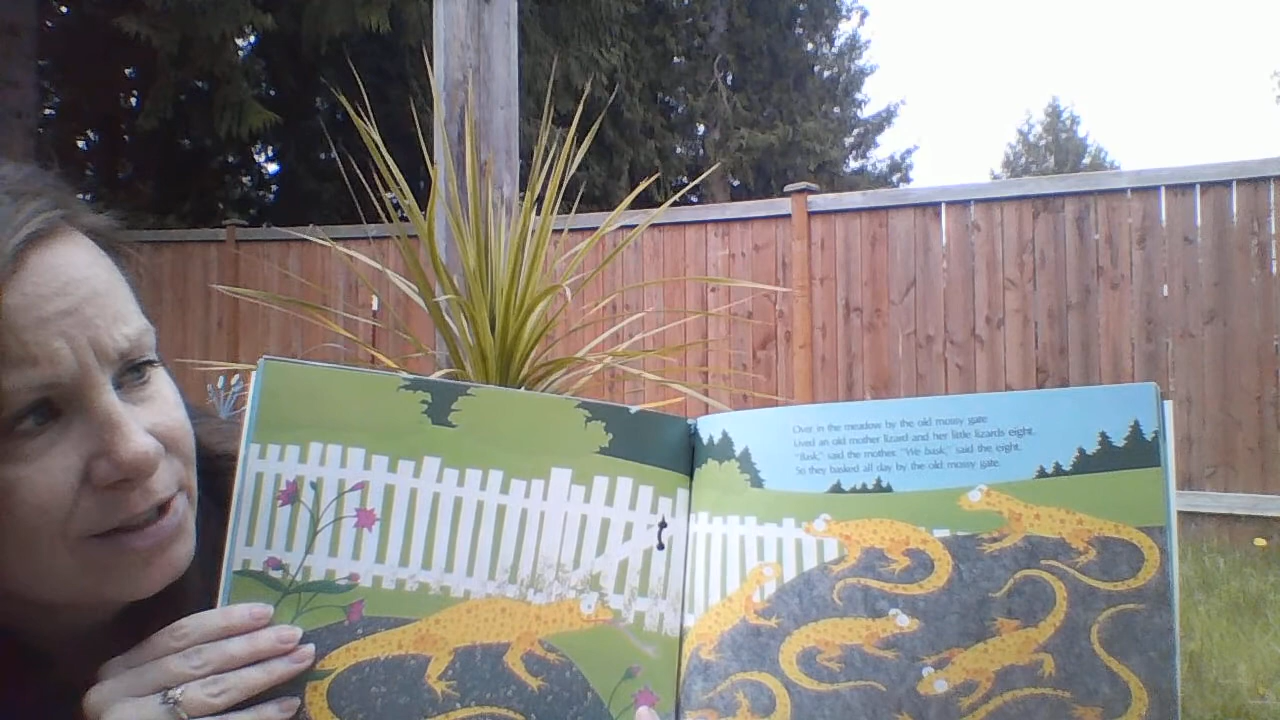 Over in the meadow by the old mossy gate
Lived an old mother lizard and her little lizards eight.
"Bask," said the mother. "We bask," said the eight.
So they basked all day by the old mossy gate.